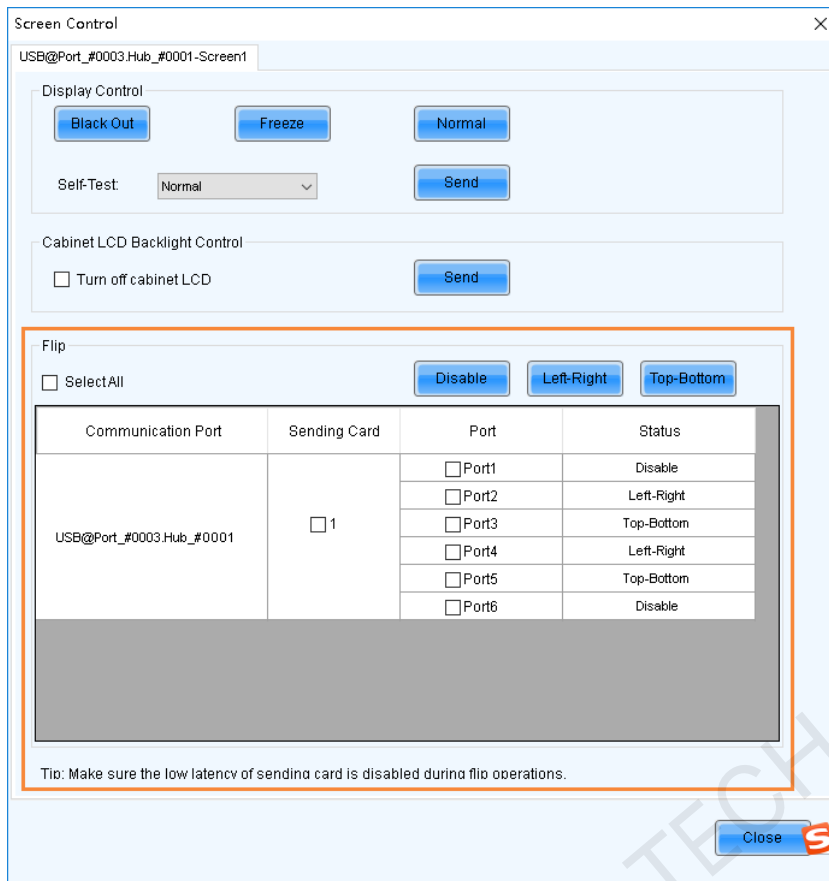 Screen Control
USB@Port_#0003.Hub_#0001-Screen1
Display Control
Black Out Freeze Normal
Self-Test: Normal Send
Cabinet LCD Backlight Control
Turn off cabinet LCD Send
Flip
SelectAll Disable Left-Right Top-Bottom
Communication Port Sending Card Port Status
Port1 Disable
Port2 Left-Right
USB@Port_#0003.Hub_#0001 1 Port3 Top-Bottom
Port4 Left-Right
Port5 Top-Bottom
Port6 Disable
Tip: Make sure the low latency of sending card is disabled during flip operations.
TECH
Close S